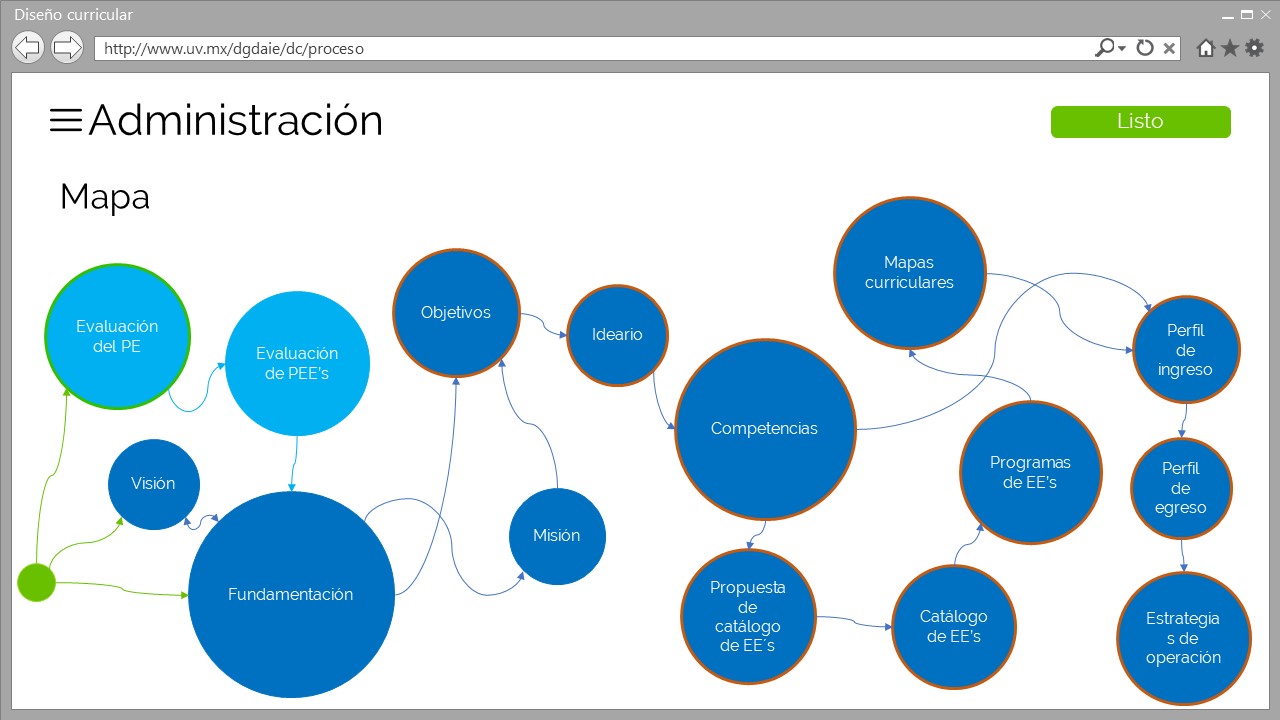 Diseño curricular
http://www.uv.mx/dgdaie/dc/proceso
Administración
Listo
Mapa
Evaluación
del PE
Evaluación
de PEE's
Visión
Fundamentación
Objetivos
Ideario
Misión
Competencias
Propuesta
de
catálogo
de EE´s
Catálogo
de EE's
Programas
de EE's
Mapas
curriculares
Perfil
de
ingreso
Perfil
de
egreso
Estrategia
s de
operación